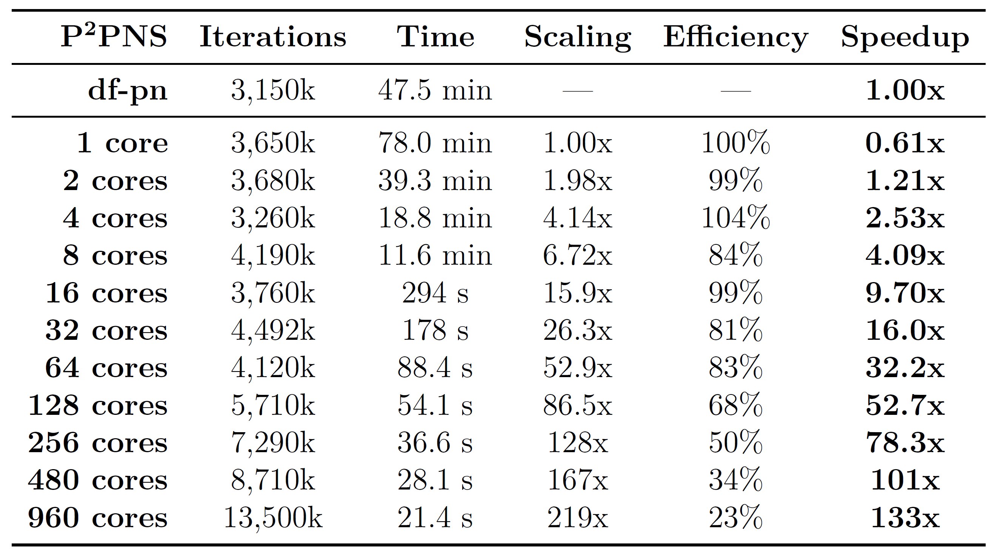 P²PNS Iterations Time Scaling Efficiency Speedup
df-pn 3,150k 47.5 min — — 1.00x
1 core 3,650k 78.0 min 1.00x 100% 0.61x
2 cores 3,680k 39.3 min 1.98x 99% 1.21x
4 cores 3,260k 18.8 min 4.14x 104% 2.53x
8 cores 4,190k 11.6 min 6.72x 84% 4.09x
16 cores 3,760k 294 s 15.9x 99% 9.70x
32 cores 4,492k 178 s 26.3x 81% 16.0x
64 cores 4,120k 88.4 s 52.9x 83% 32.2x
128 cores 5,710k 54.1 s 86.5x 68% 52.7x
256 cores 7,290k 36.6 s 128x 50% 78.3x
480 cores 8,710k 28.1 s 167x 34% 101x
960 cores 13,500k 21.4 s 219x 23% 133x